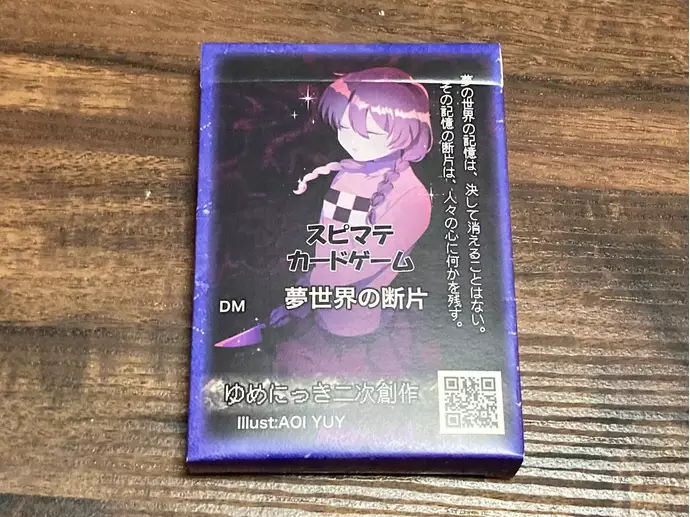 夢の世界の記憶は、決して消えることはない。
その記憶の断片は、人々の心に何かを残す。
スピマテ
カードゲーム
夢世界の断片
DM
ゆめにっき二次創作
Illust:AOI YUY